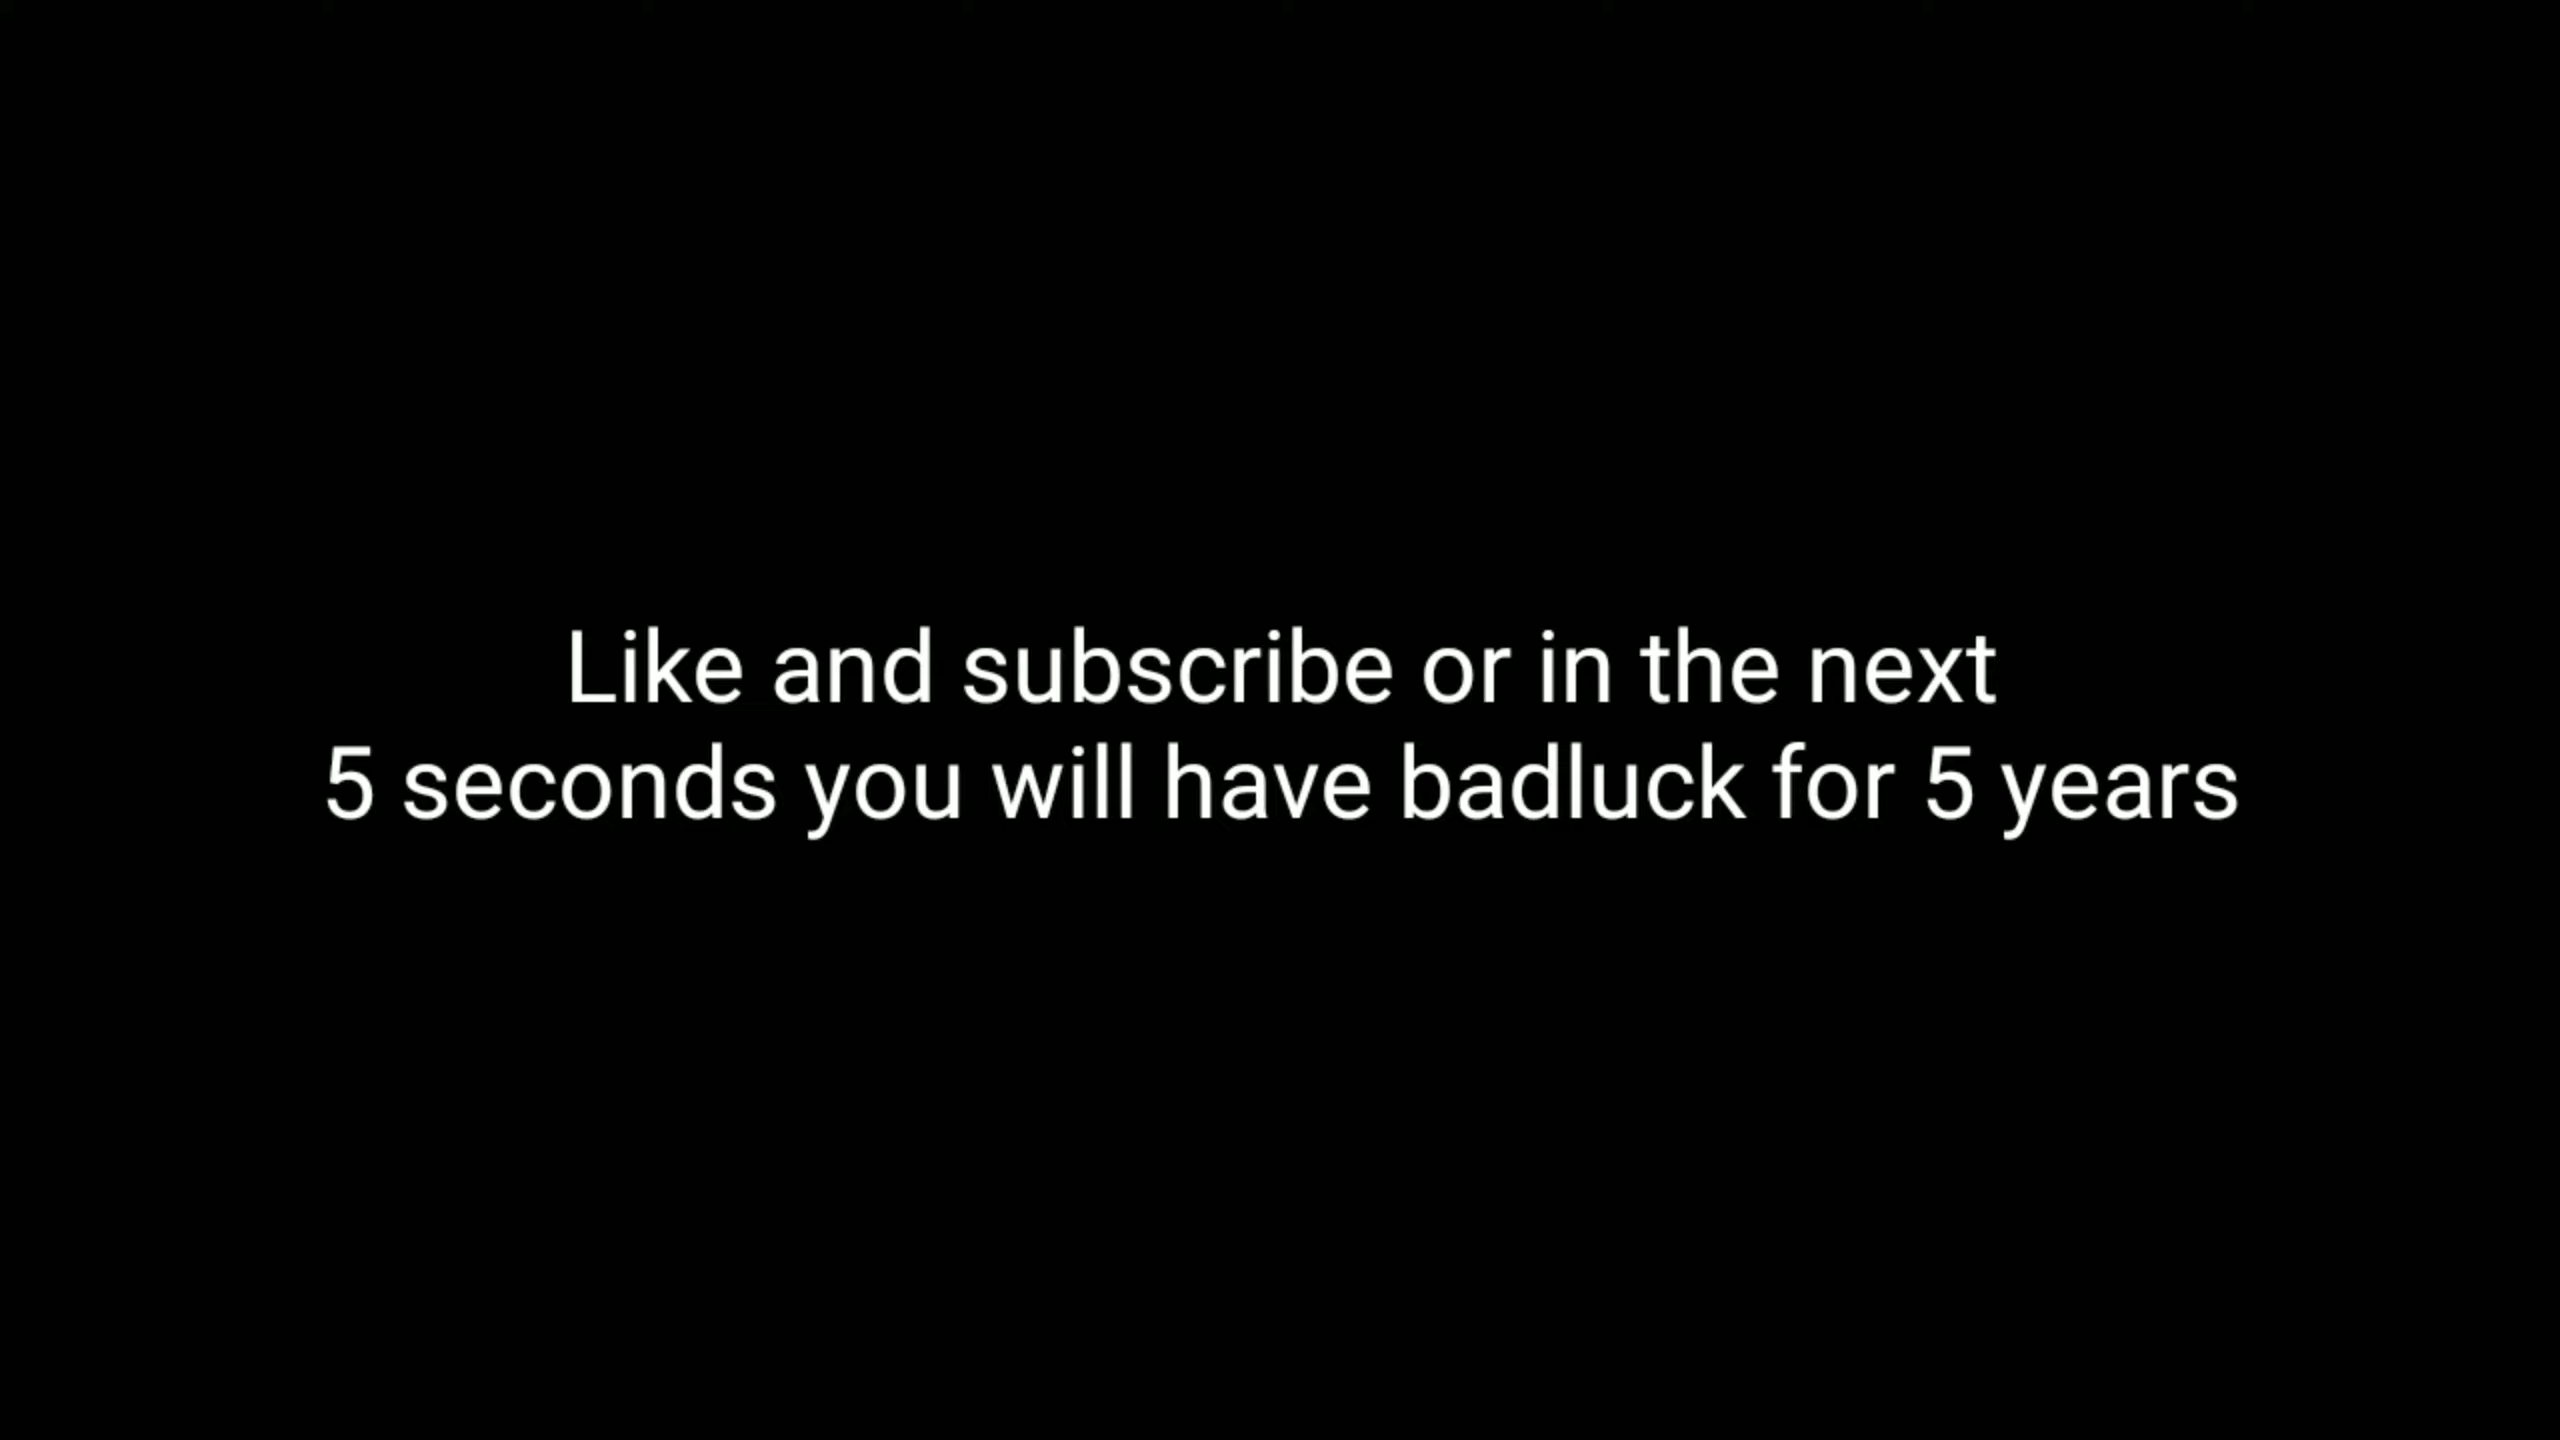 Like and subscribe or in the next
5 seconds you will have badluck for 5 years